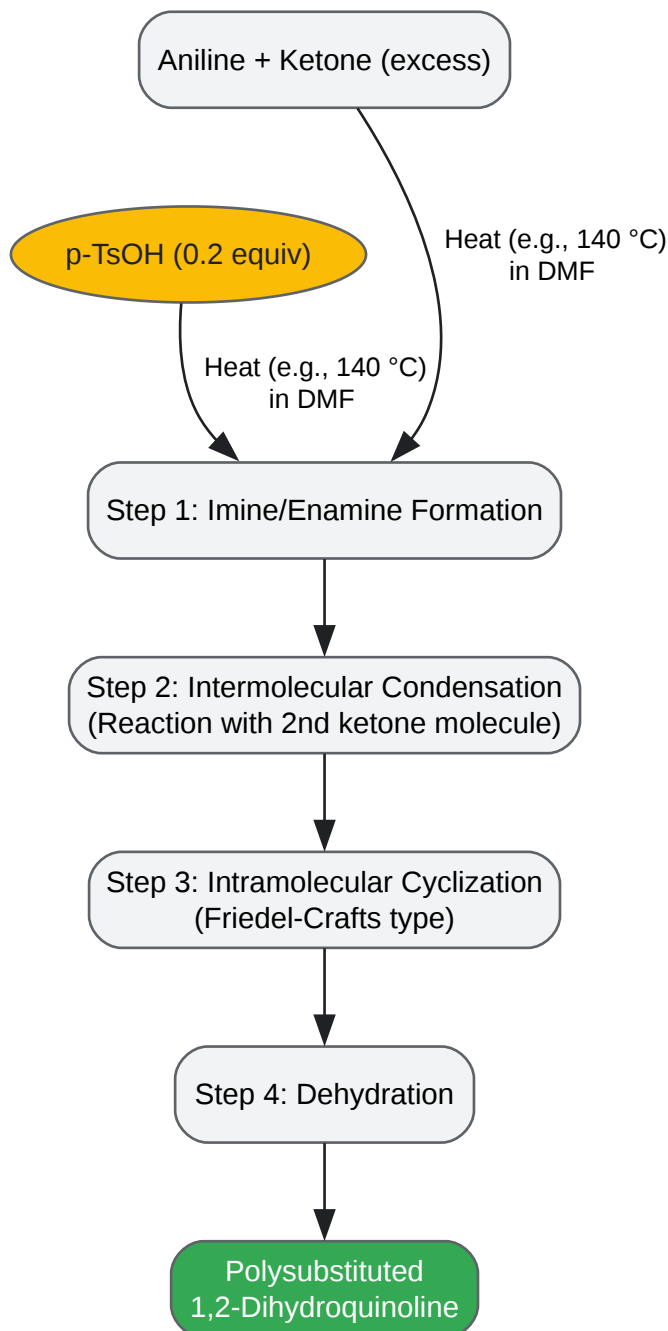 Aniline + Ketone (excess)
p-TsOH (0.2 equiv)
Heat (e.g., 140 °C)
in DMF
Heat (e.g., 140 °C)
in DMF
Step 1: Imine/Enamine Formation
Step 2: Intermolecular Condensation
(Reaction with 2nd ketone molecule)
Step 3: Intramolecular Cyclization
(Friedel-Crafts type)
Step 4: Dehydration
Polysubstituted
1,2-Dihydroquinoline